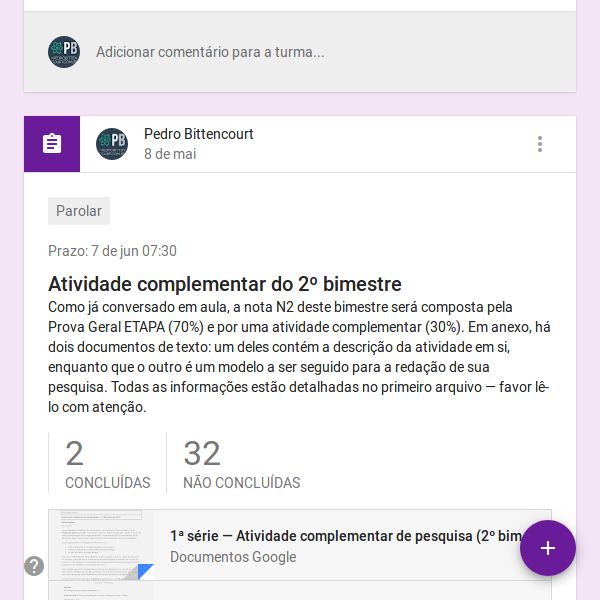 PB
Adicionar comentário para a turma...
PB
Pedro Bittencourt
8 de mai
Parolar
Prazo: 7 de jun 07:30
Atividade complementar do 2º bimestre
Como já conversado em aula, a nota N2 deste bimestre será composta pela
Prova Geral ETAPA (70%) e por uma atividade complementar (30%). Em anexo, há
dois documentos de texto: um deles contém a descrição da atividade em si,
enquanto que o outro é um modelo a ser seguido para a redação de sua
pesquisa. Todas as informações estão detalhadas no primeiro arquivo — favor lê-
lo com atenção.
2
CONCLUÍDAS
32
NÃO CONCLUÍDAS
1ª série — Atividade complementar de pesquisa (2º bim
Documentos Google